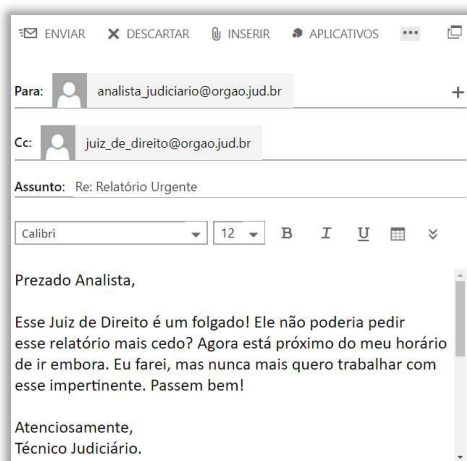 ENVIAR DESCARTAR INSERIR APLICATIVOS ...
Para: analista_judiciario@orgao.jud.br +
Cc: juiz_de_direito@orgao.jud.br
Assunto: Re: Relatório Urgente
Calibri 12 B I U
Prezado Analista,
Esse Juiz de Direito é um folgado! Ele não poderia pedir
esse relatório mais cedo? Agora está próximo do meu horário
de ir embora. Eu farei, mas nunca mais quero trabalhar com
esse impertinente. Passem bem!
Atenciosamente,
Técnico Judiciário.